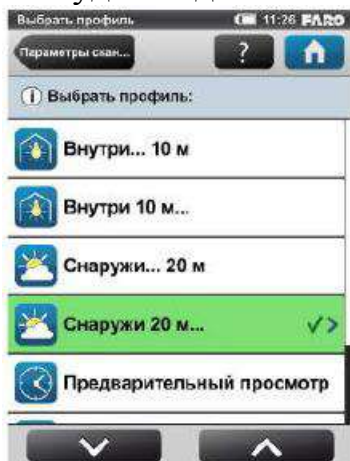 Выбрать профиль 11:26 FARO
Параметры скан... ?
Выбрать профиль:
Внутри... 10 м
Внутри 10 м...
Снаружи... 20 м
Снаружи 20 м...
Предварительный просмотр